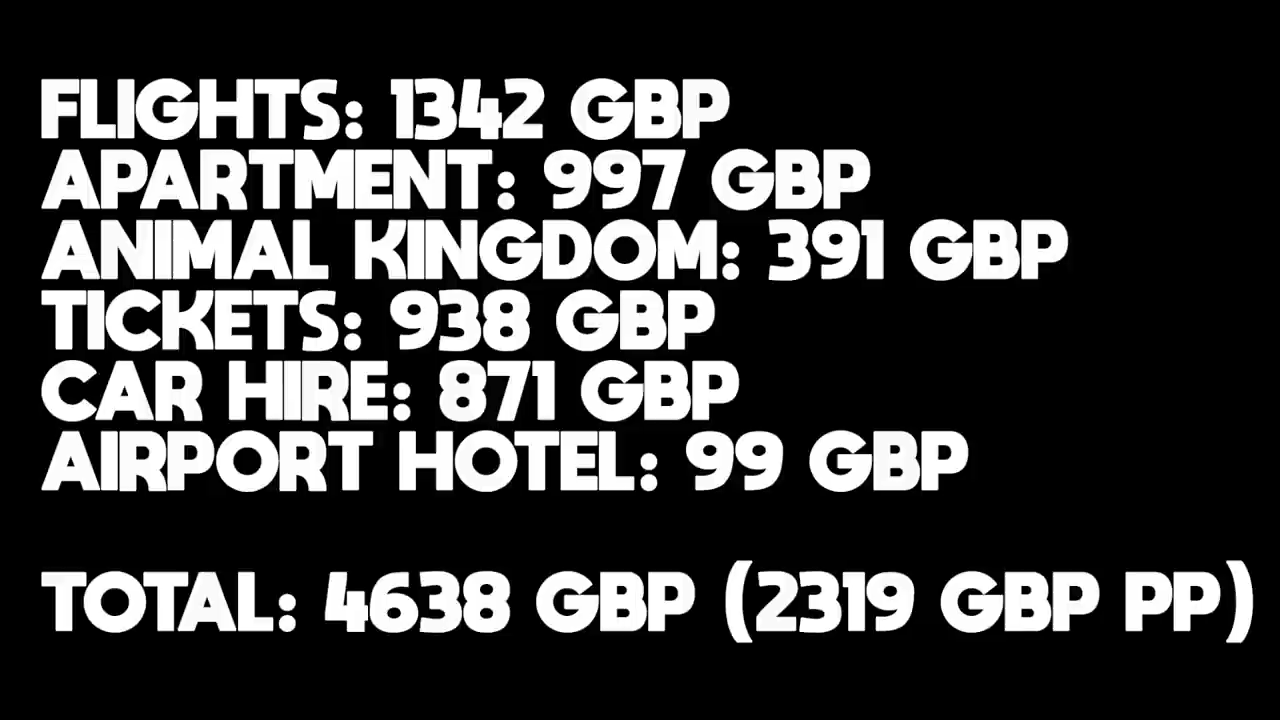 FLIGHTS: 1342 GBP
APARTMENT: 997 GBP
ANIMAL KINGDOM: 391 GBP
TICKETS: 938 GBP
CAR HIRE: 871 GBP
AIRPORT HOTEL: 99 GBP
TOTAL: 4638 GBP (2319 GBP PP)